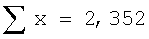 ∑ x = 2, 352